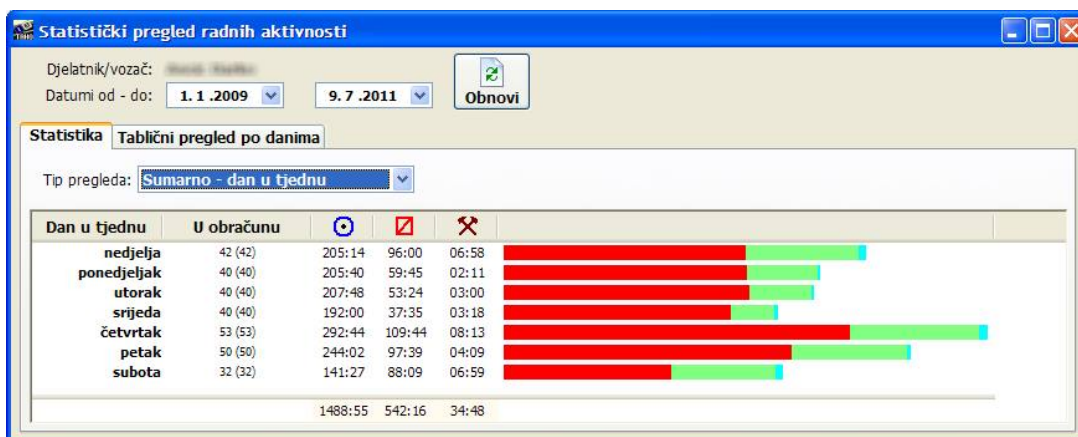 Statistički pregled radnih aktivnosti
Djelatnik/vozač:
Datumi od - do: 1. 1 .2009 9. 7 .2011 Obnovi
Statistika Tablični pregled po danima
Tip pregleda: Sumarno - dan u tjednu
Dan u tjednu U obračunu
nedjelja 42 (42) 205:14 96:00 06:58
ponedjeljak 40 (40) 205:40 59:45 02:11
utorak 40 (40) 207:48 53:24 03:00
srijeda 40 (40) 192:00 37:35 03:18
četvrtak 53 (53) 292:44 109:44 08:13
petak 50 (50) 244:02 97:39 04:09
subota 32 (32) 141:27 88:09 06:59
1488:55 542:16 34:48